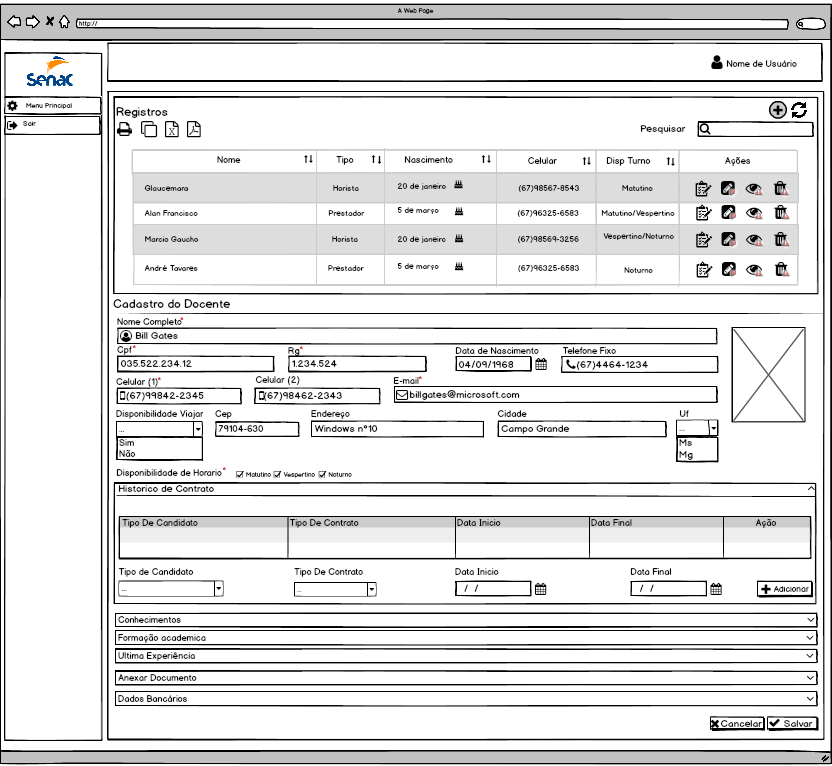 A Web Page
http://
Senac
Nome de Usuário
Menu Principal
Sair
Registros
Pesquisar
Nome Tipo Nascimento Celular Disp Turno Ações
Glaucemara Horista 20 de janeiro (67)98567-8543 Matutino
Alan Francisco Prestador 5 de março (67)96325-6583 Matutino/Vespertino
Marcio Gaucho Horista 20 de janeiro (67)98569-3256 Vespertino/Noturno
André Tavares Prestador 5 de março (67)96325-6583 Noturno
Cadastro do Docente
Nome Completo*
Bill Gates
Cpf* Rg* Data de Nascimento Telefone Fixo
035.522.234.12 1.234.524 04/09/1968 (67)4464-1234
Celular (1)* Celular (2) E-mail*
(67)99842-2345 (67)98462-2343 billgates@microsoft.com
Disponibilidade Viajar Cep Endereço Cidade Uf
... 79104-630 Windows nº10 Campo Grande ...
Sim Ms
Não Mg
Disponibilidade de Horario* Matutino Vespertino Noturno
Historico de Contrato
Tipo De Candidato Tipo De Contrato Data Inicio Data Final Ação
Tipo de Candidato Tipo De Contrato Data Inicio Data Final
... ... / / / / Adicionar
Conhecimentos
Formação academica
Ultima Experiência
Anexar Documento
Dados Bancários
Cancelar Salvar